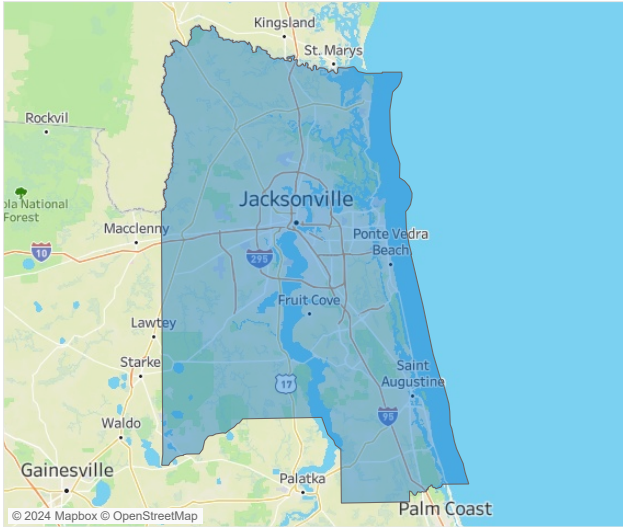 Kingsland
St. Marys
Rockvil
Jacksonville
ola National
Forest
Macclenny
Ponte Vedra
Beach
10
295
Fruit Cove
Lawtey
Starke
Saint
Augustine
17
95
Waldo
Gainesville
Palatka
Palm Coast
© 2024 Mapbox © OpenStreetMap